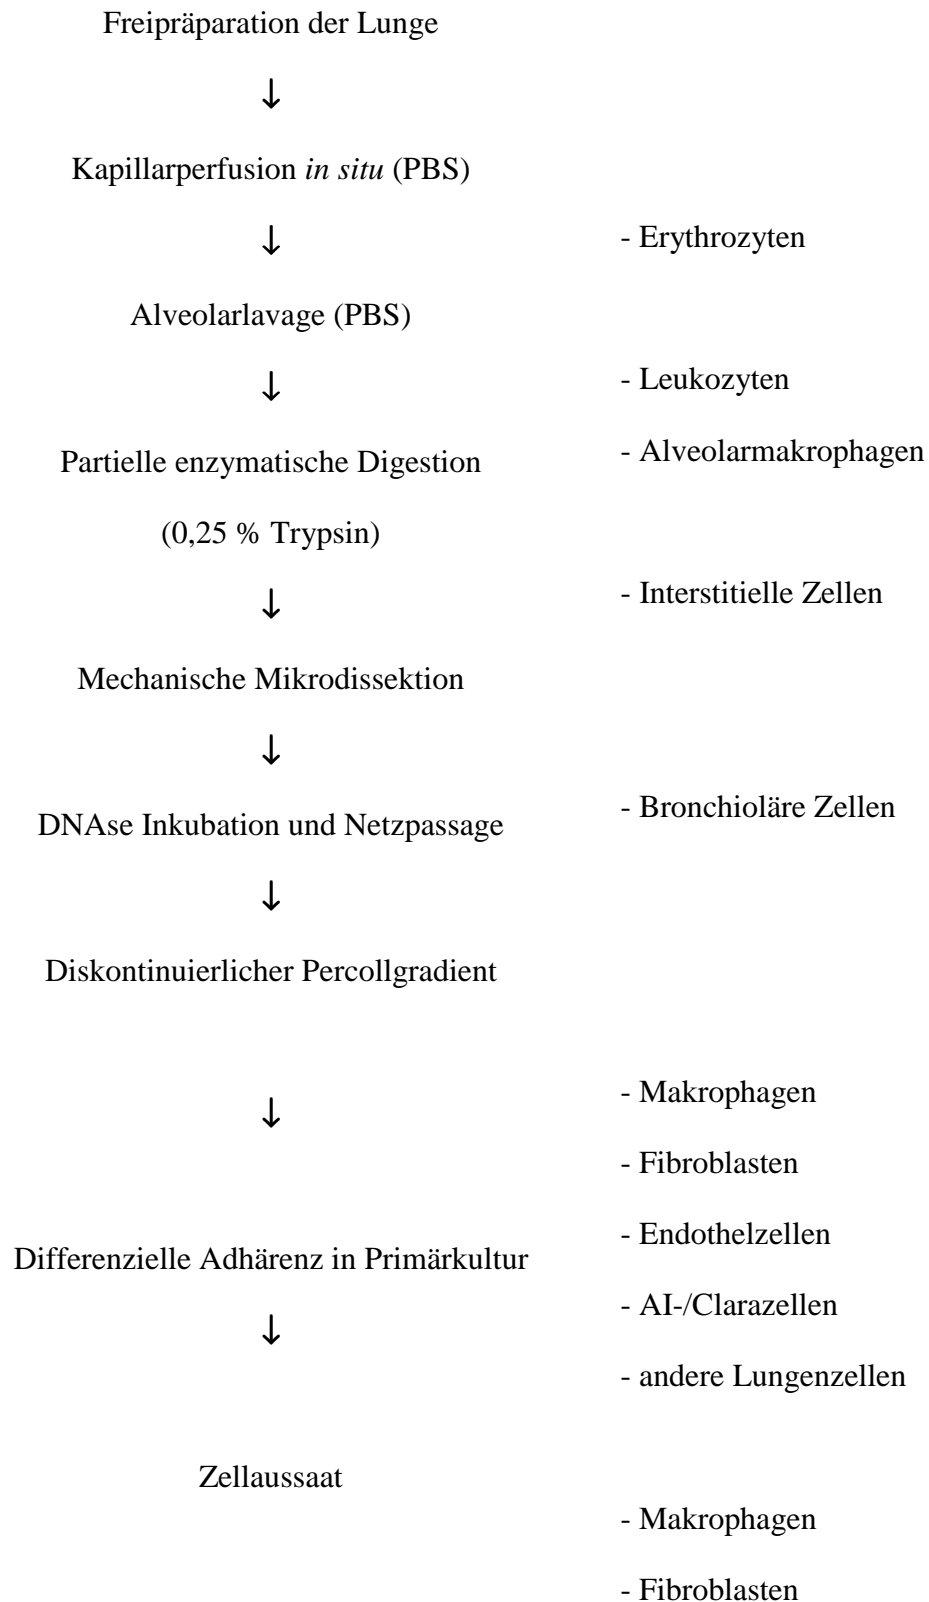 Freipräparation der Lunge
↓
Kapillarperfusion in situ (PBS)
↓
- Erythrozyten
Alveolarlavage (PBS)
↓
- Leukozyten
- Alveolarmakrophagen
Partielle enzymatische Digestion
(0,25 % Trypsin)
↓
- Interstitielle Zellen
Mechanische Mikrodissektion
↓
- Bronchioläre Zellen
DNAse Inkubation und Netzpassage
↓
Diskontinuierlicher Percollgradient
↓
- Makrophagen
- Fibroblasten
- Endothelzellen
Differenzielle Adhärenz in Primärkultur
- AI-/Clarazellen
↓
- andere Lungenzellen
Zellaussaat
- Makrophagen
- Fibroblasten